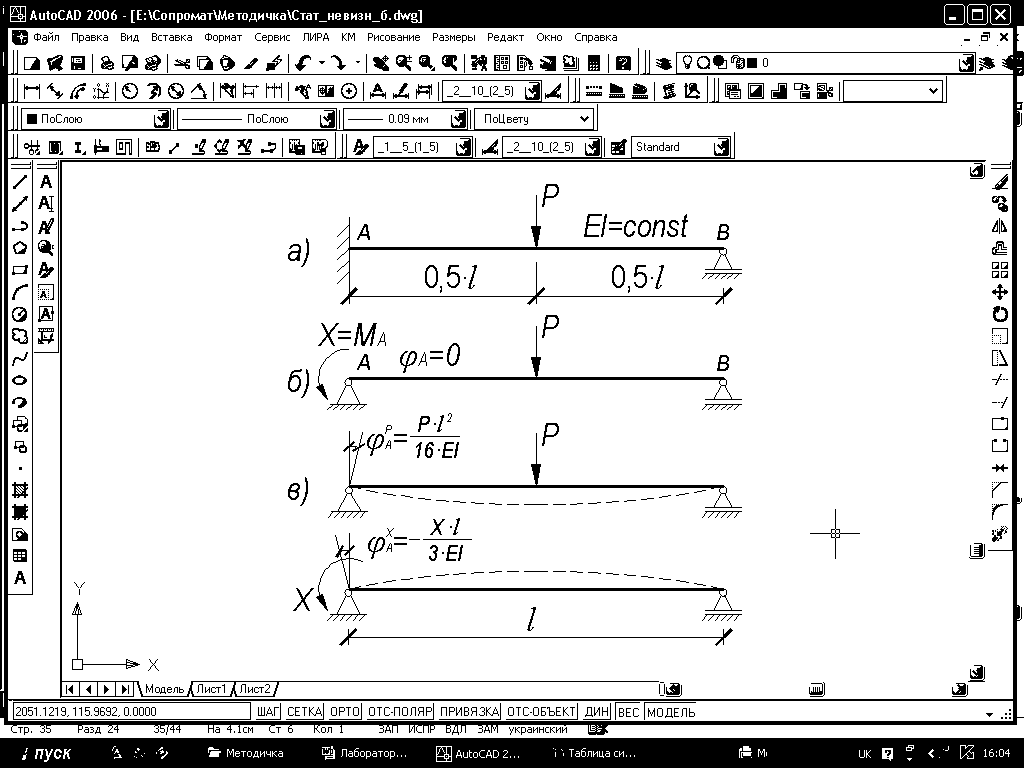 AutoCAD 2006 - [E:\Сопромат\Методичка\Стат_невизн_б.dwg]
Файл Правка Вид Вставка Формат Сервис ЛИРА КМ Рисование Размеры Редакт Окно Справка
0
_2__10_(2_5)
ПоСлою ПоСлою 0.09 мм ПоЦвету
_1__5_(1_5) _2__10_(2_5) Standard
P
а) A EI=const B
0,5·l 0,5·l
X=MA P
б) A φA=0 B
φAP=P·l²/16·EI P
в)
φAX=-X·l/3·EI
X
l
Y
X
Модель Лист1 Лист2
2051.1219, 115.9692, 0.0000 ШАГ СЕТКА ОРТО ОТС-ПОЛЯР ПРИВЯЗКА ОТС-ОБЪЕКТ ДИН ВЕС МОДЕЛЬ
Стр. 35 Разд 24 35/44 На 4.1см Ст 6 Кол 1 ЗАП ИСПР ВДЛ ЗАМ украинский
пуск Методичка Лаборатор... AutoCAD 2... Таблица си... UK 16:04